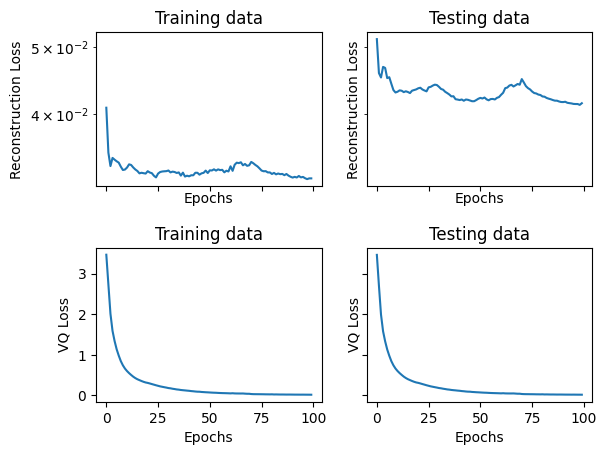 Training data
Testing data
Reconstruction Loss
5 × 10⁻²
4 × 10⁻²
Reconstruction Loss
Epochs
Epochs
Training data
Testing data
VQ Loss
3
2
1
0
VQ Loss
0 25 50 75 100
0 25 50 75 100
Epochs
Epochs